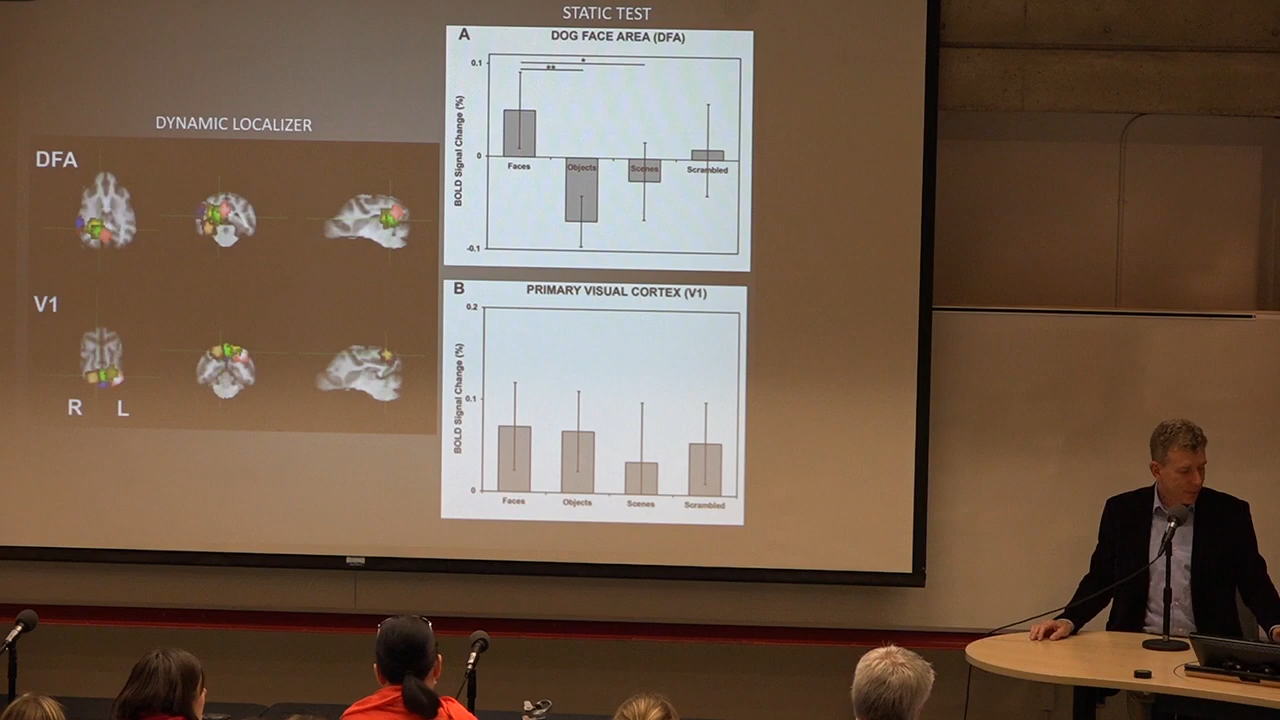 STATIC TEST
DYNAMIC LOCALIZER
DFA
V1
R L
A DOG FACE AREA (DFA)
BOLD Signal Change (%)
0.1
*
**
0
Faces Objects Scenes Scrambled
-0.1
B PRIMARY VISUAL CORTEX (V1)
BOLD Signal Change (%)
0.2
0.1
0
Faces Objects Scenes Scrambled